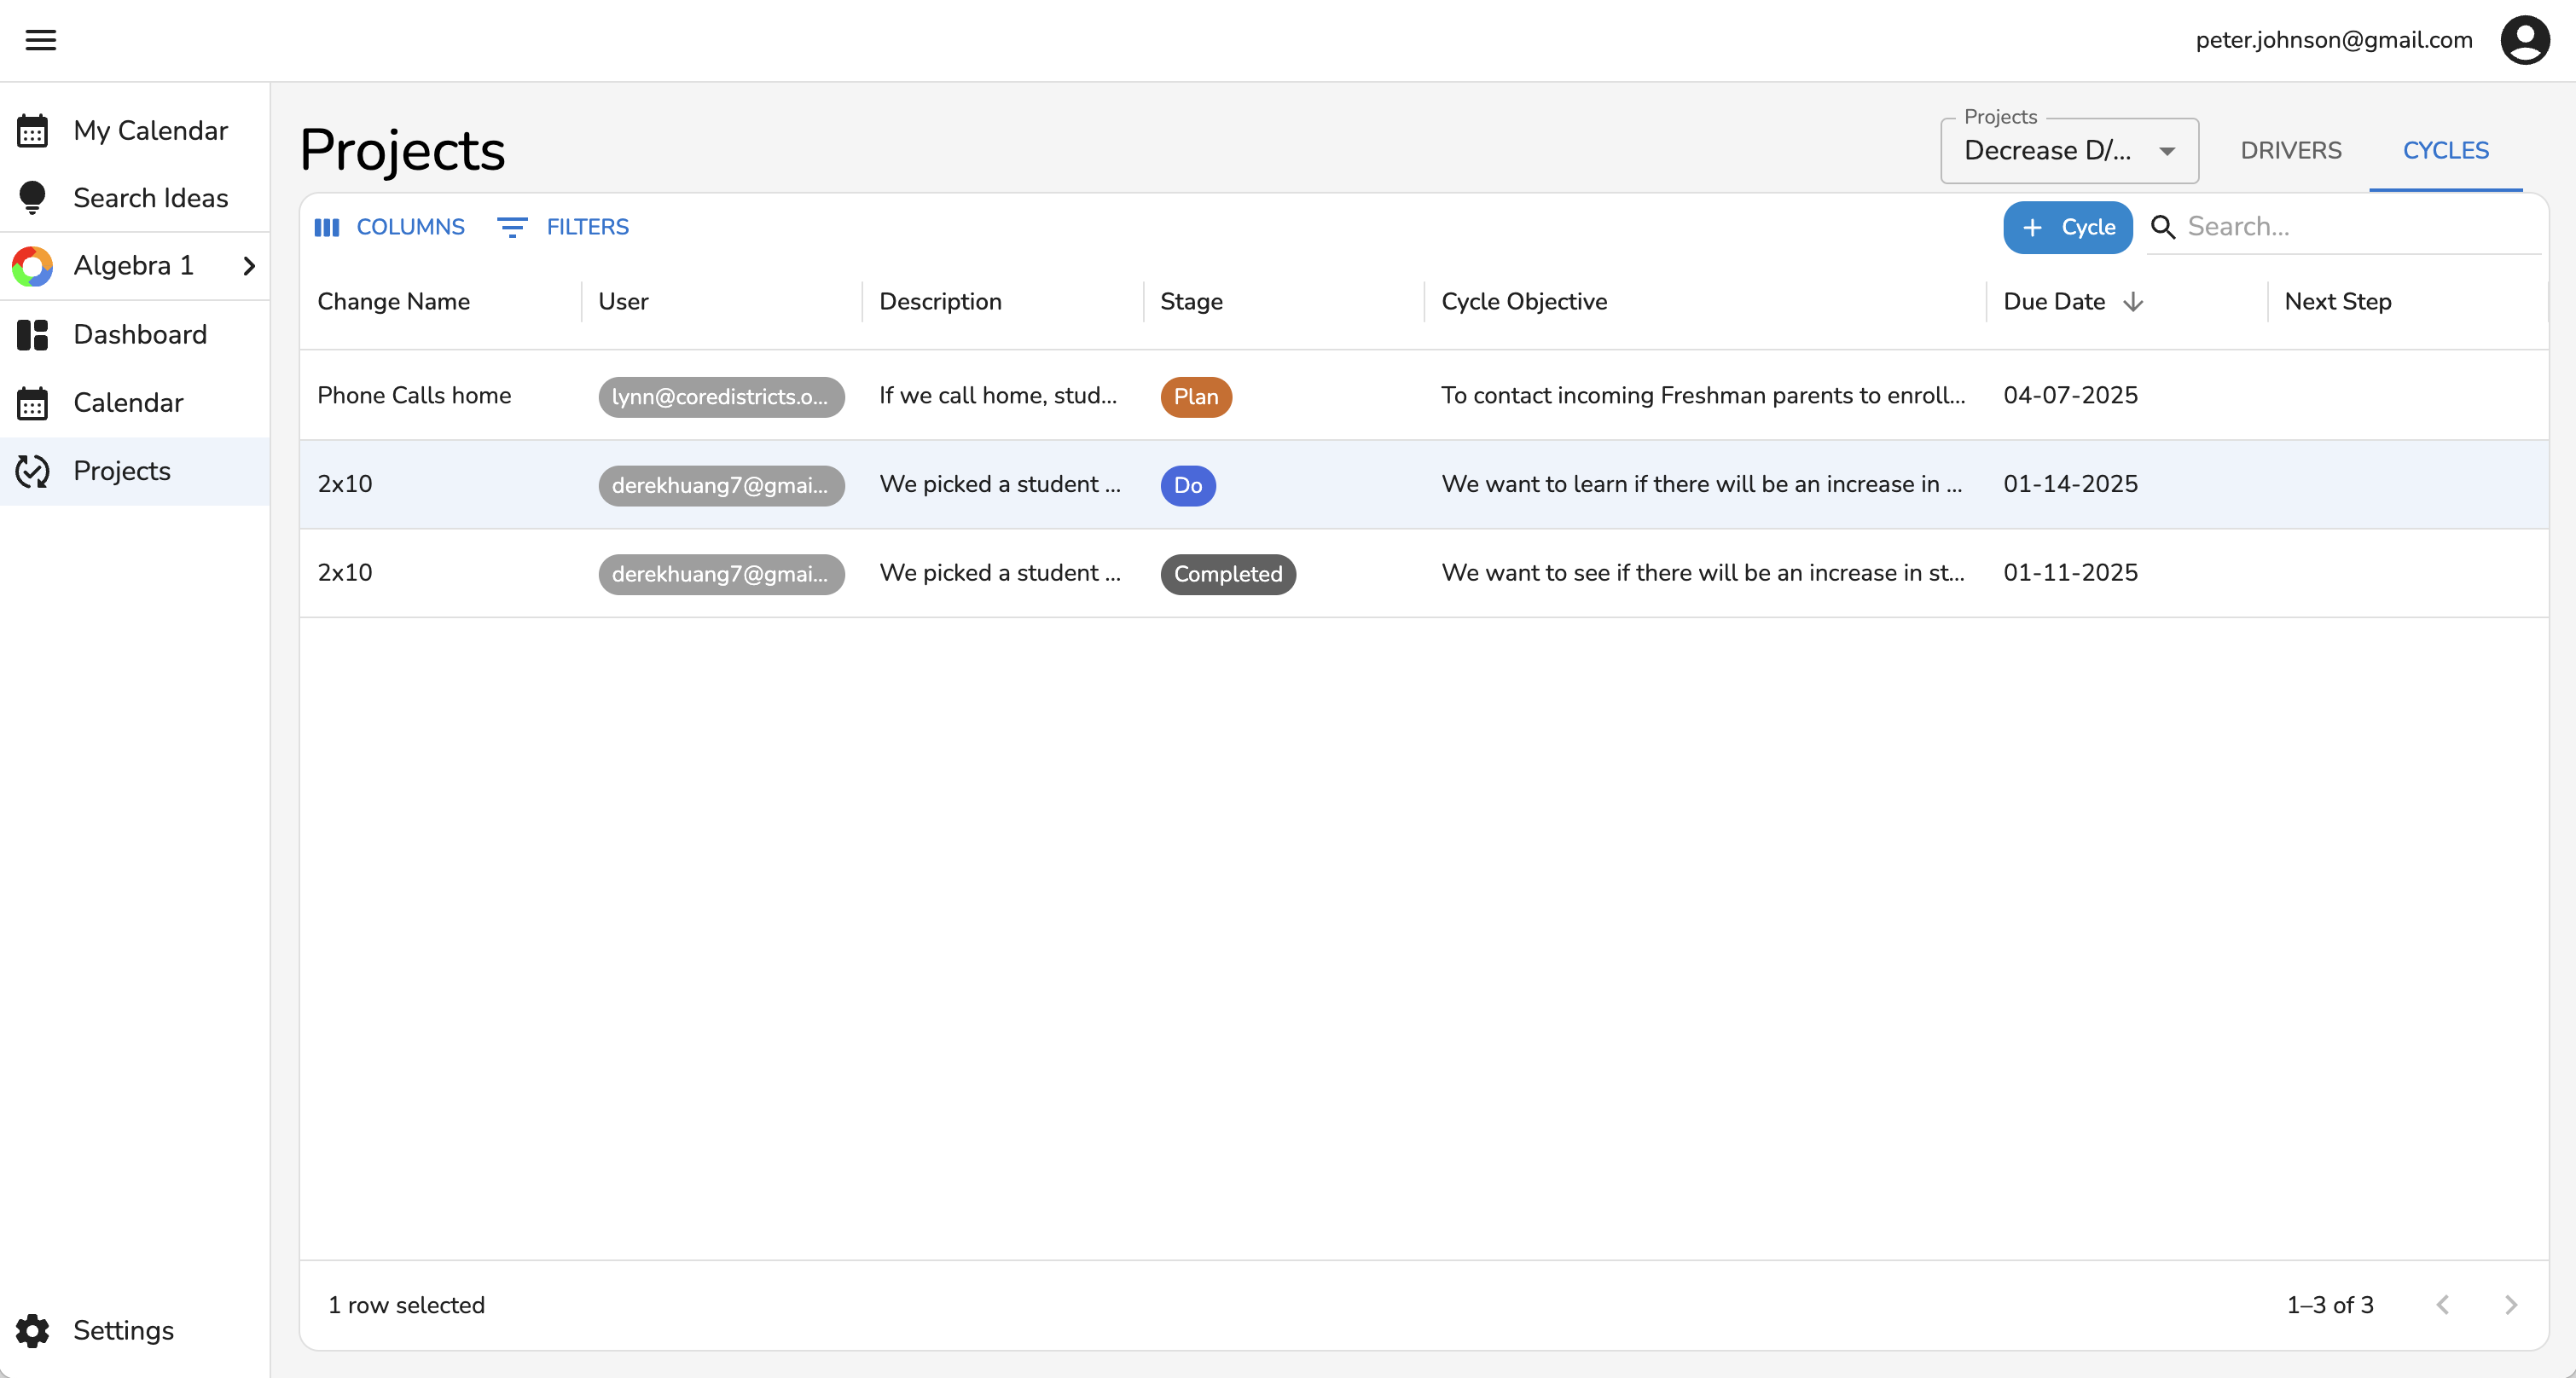 peter.johnson@gmail.com
My Calendar
Search Ideas
Algebra 1
Dashboard
Calendar
Projects
Settings
Projects
Projects
Decrease D/...
DRIVERS
CYCLES
COLUMNS
FILTERS
+ Cycle
Search...
Change Name User Description Stage Cycle Objective Due Date Next Step
Phone Calls home lynn@coredistricts.o... If we call home, stud... Plan To contact incoming Freshman parents to enroll... 04-07-2025
2x10 derekhuang7@gmai... We picked a student ... Do We want to learn if there will be an increase in ... 01-14-2025
2x10 derekhuang7@gmai... We picked a student ... Completed We want to see if there will be an increase in st... 01-11-2025
1 row selected
1–3 of 3